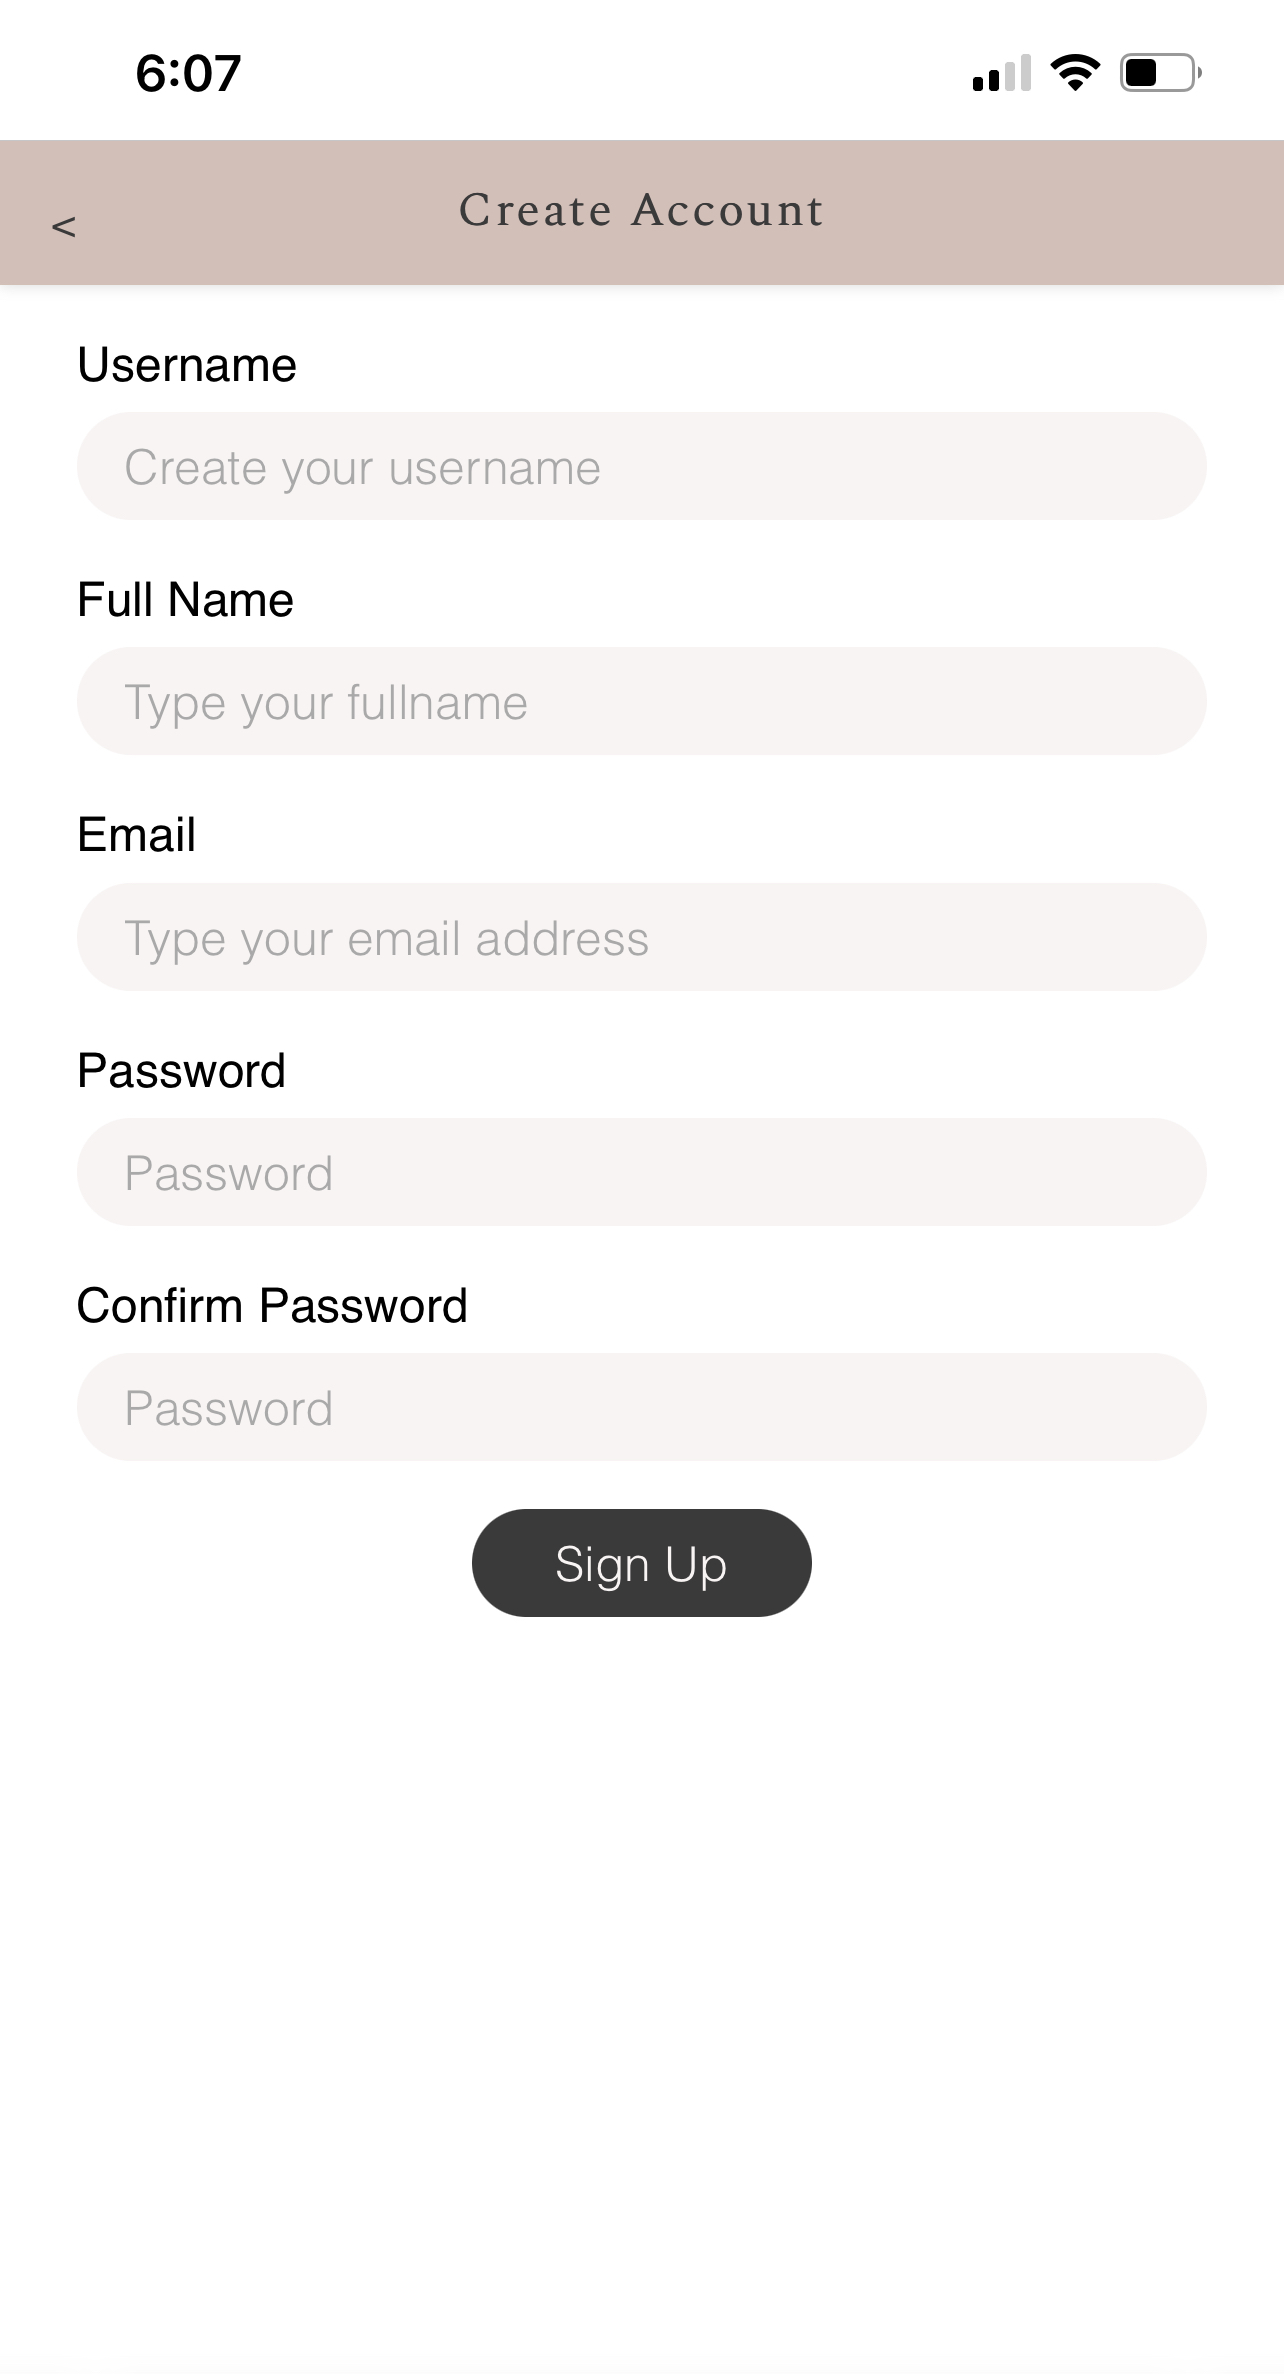 6:07
<
Create Account
Username
Create your username
Full Name
Type your fullname
Email
Type your email address
Password
Password
Confirm Password
Password
Sign Up